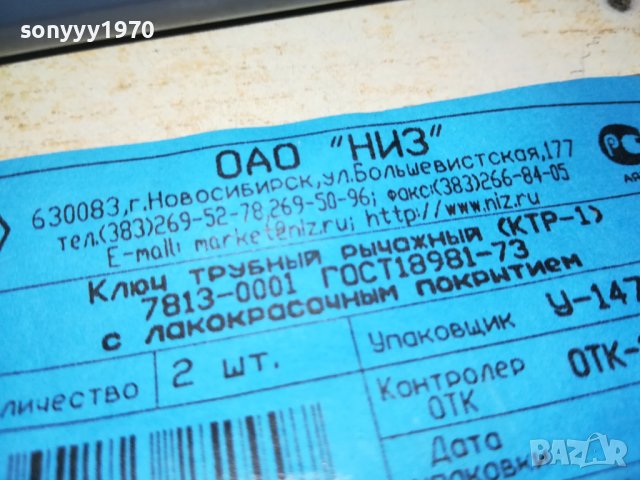 sonyyy1970
ОАО "НИЗ"
630083,г.Новосибирск,ул.Большевистская,177
тел.(383)269-52-78,269-50-96; факс:(383)266-84-05
E-mail: market@niz.ru; http://www.niz.ru
Ключ трубный рычажный (КТР-1)
7813-0001 ГОСТ18981-73
с лакокрасочным покрытием
личество 2 шт. Упаковщик У-147
Контролер ОТК ОТК-
Дата
упаковки
BAZAR